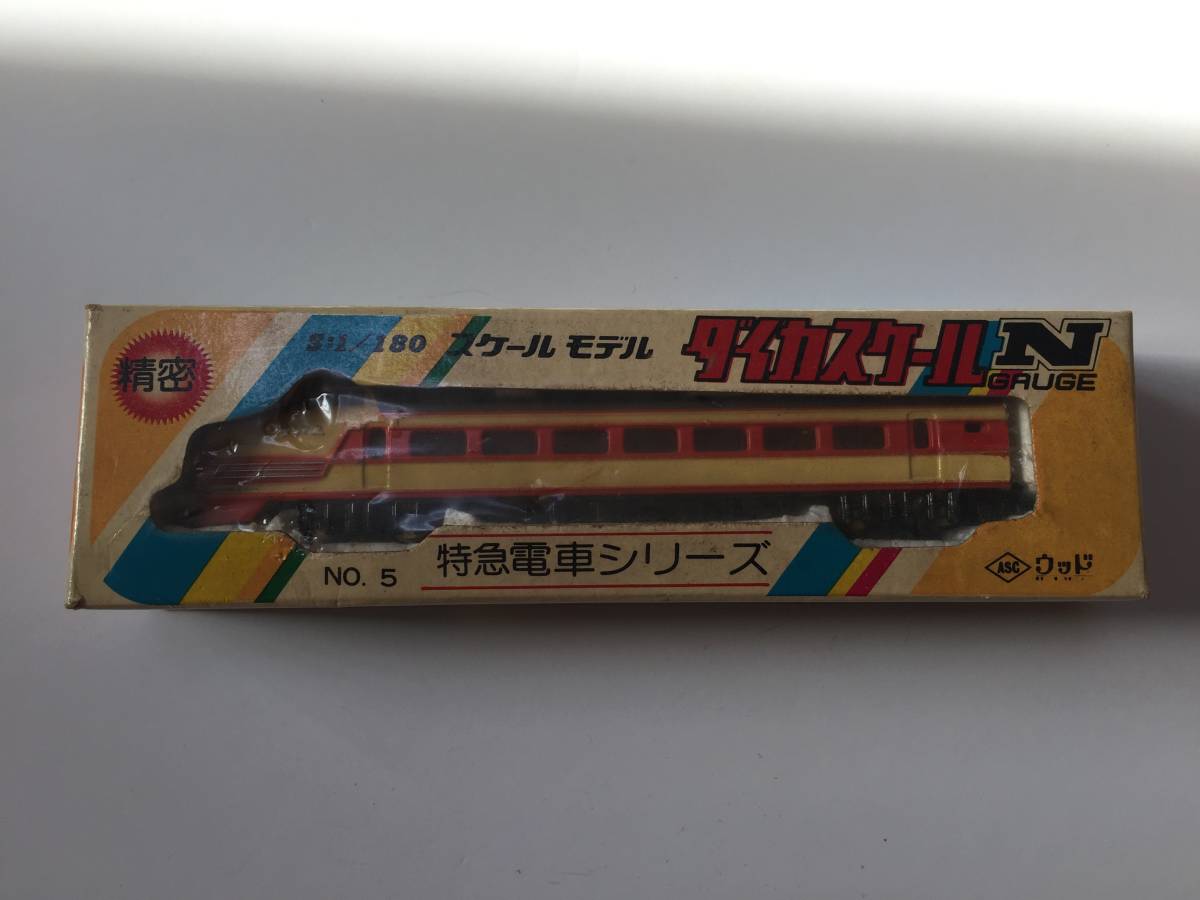 精密
S:1/180 スケール モデル
ダイカスケール N
GAUGE
NO. 5
特急電車シリーズ
ASC ウッド